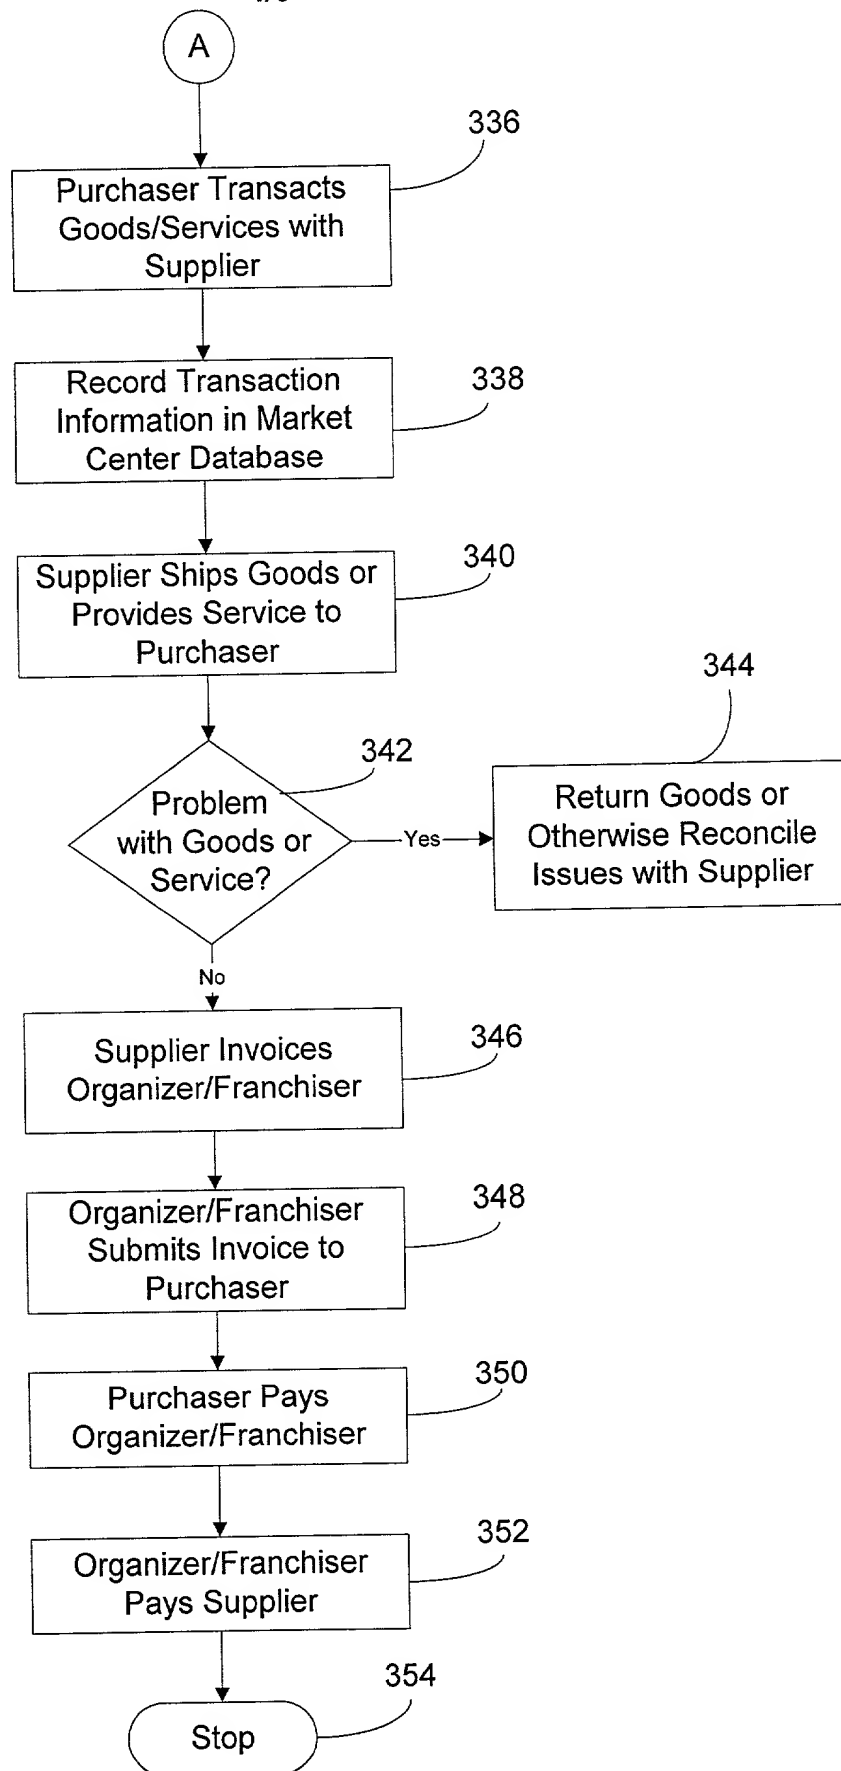 A
336
Purchaser Transacts
Goods/Services with
Supplier
338
Record Transaction
Information in Market
Center Database
340
Supplier Ships Goods or
Provides Service to
Purchaser
344
342
Problem
with Goods or
Service?
Yes
Return Goods or
Otherwise Reconcile
Issues with Supplier
No
346
Supplier Invoices
Organizer/Franchiser
348
Organizer/Franchiser
Submits Invoice to
Purchaser
350
Purchaser Pays
Organizer/Franchiser
352
Organizer/Franchiser
Pays Supplier
354
Stop